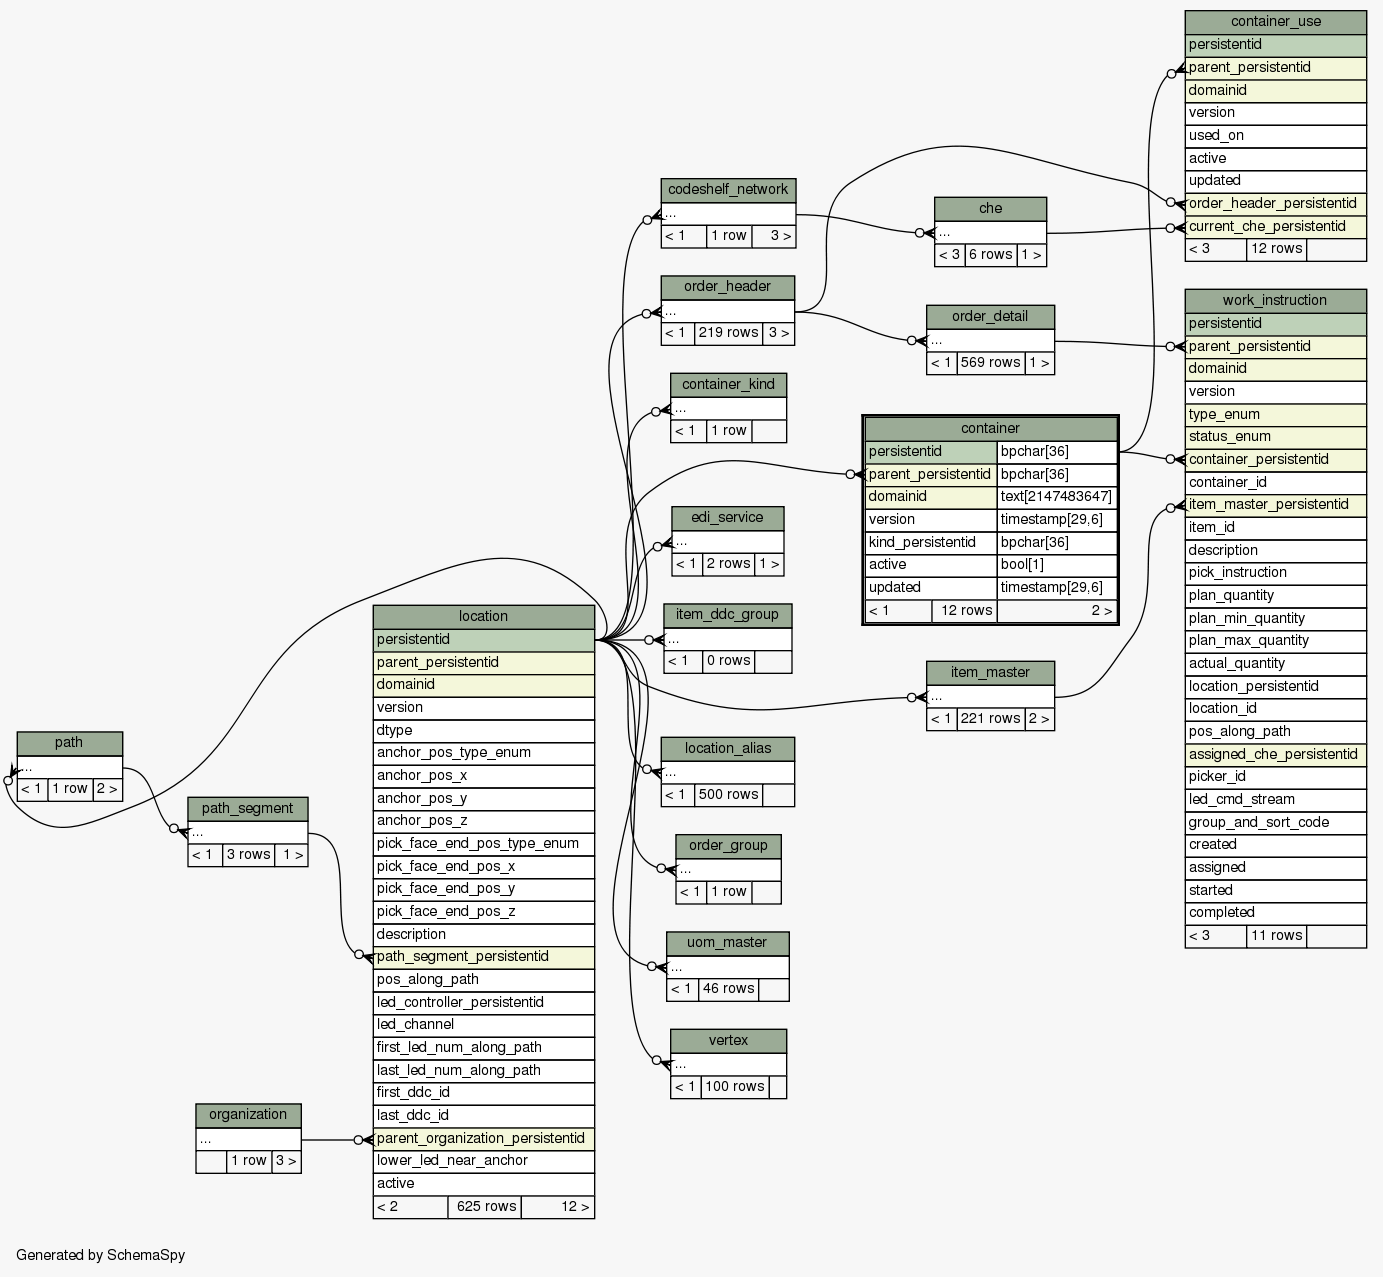 container_use
persistentid
parent_persistentid
domainid
version
used_on
active
updated
order_header_persistentid
current_che_persistentid
< 3 12 rows
codeshelf_network
...
< 1 1 row 3 >
che
...
< 3 6 rows 1 >
order_header
...
< 1 219 rows 3 >
order_detail
...
< 1 569 rows 1 >
work_instruction
persistentid
parent_persistentid
domainid
version
type_enum
status_enum
container_persistentid
container_id
item_master_persistentid
item_id
description
pick_instruction
plan_quantity
plan_min_quantity
plan_max_quantity
actual_quantity
location_persistentid
location_id
pos_along_path
assigned_che_persistentid
picker_id
led_cmd_stream
group_and_sort_code
created
assigned
started
completed
< 3 11 rows
container_kind
...
< 1 1 row
container
persistentid bpchar[36]
parent_persistentid bpchar[36]
domainid text[2147483647]
version timestamp[29,6]
kind_persistentid bpchar[36]
active bool[1]
updated timestamp[29,6]
< 1 12 rows 2 >
edi_service
...
< 1 2 rows 1 >
item_ddc_group
...
< 1 0 rows
item_master
...
< 1 221 rows 2 >
location
persistentid
parent_persistentid
domainid
version
dtype
anchor_pos_type_enum
anchor_pos_x
anchor_pos_y
anchor_pos_z
pick_face_end_pos_type_enum
pick_face_end_pos_x
pick_face_end_pos_y
pick_face_end_pos_z
description
path_segment_persistentid
pos_along_path
led_controller_persistentid
led_channel
first_led_num_along_path
last_led_num_along_path
first_ddc_id
last_ddc_id
parent_organization_persistentid
lower_led_near_anchor
active
< 2 625 rows 12 >
path
...
< 1 1 row 2 >
path_segment
...
< 1 3 rows 1 >
location_alias
...
< 1 500 rows
order_group
...
< 1 1 row
uom_master
...
< 1 46 rows
vertex
...
< 1 100 rows
organization
...
1 row 3 >
Generated by SchemaSpy